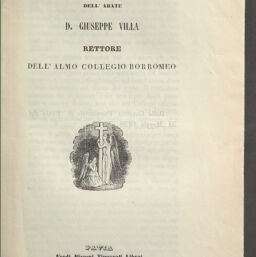 DELL' ABATE
D. GIUSEPPE VILLA
RETTORE
DELL' ALMO COLLEGIO BORROMEO
PAVIA